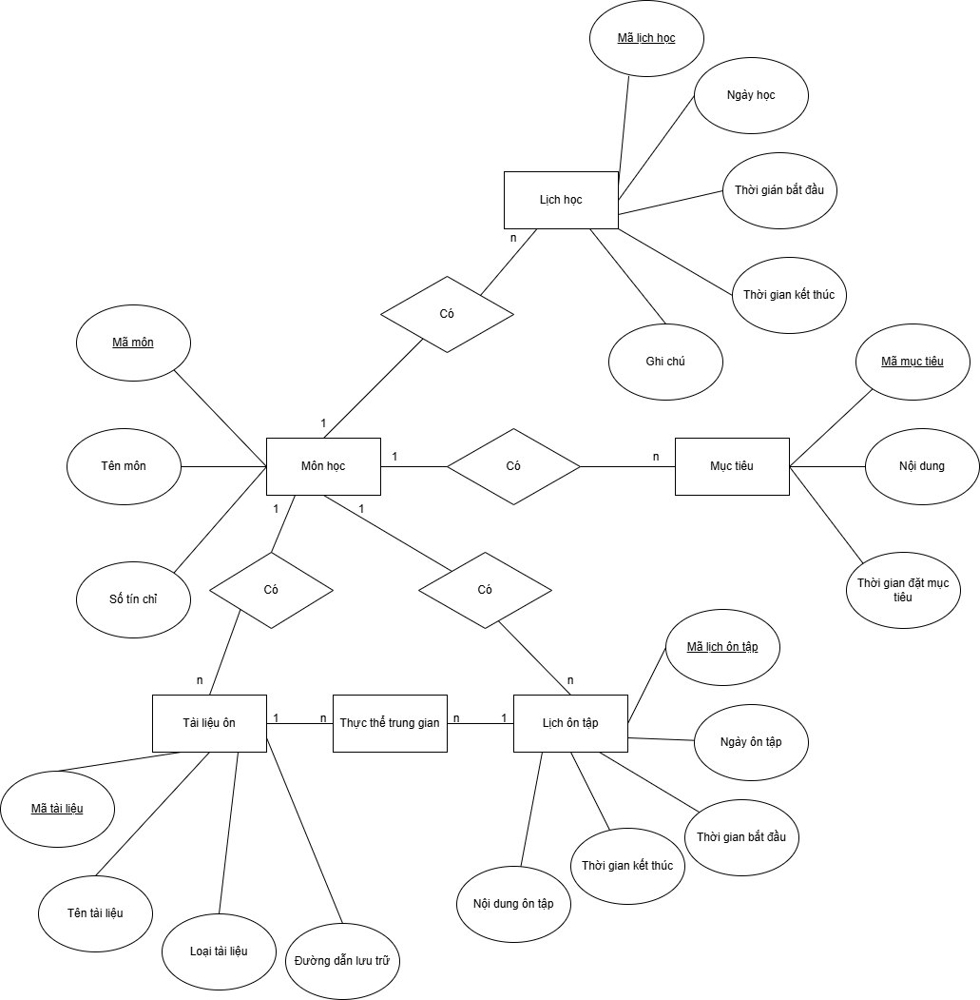 Mã lịch học
Ngày học
Lịch học
Thời gián bắt đầu
n
Thời gian kết thúc
Có
Mã môn
Ghi chú
Mã mục tiêu
1
Tên môn
Môn học
1
Có
n
Mục tiêu
Nội dung
1
1
Số tín chỉ
Có
Có
Thời gian đặt mục
tiêu
Mã lịch ôn tập
n
n
Tài liệu ôn
1
n
Thực thể trung gian
n
1
Lịch ôn tập
Ngày ôn tập
Mã tài liệu
Thời gian bắt đầu
Thời gian kết thúc
Tên tài liệu
Nội dung ôn tập
Loại tài liệu
Đường dẫn lưu trữ